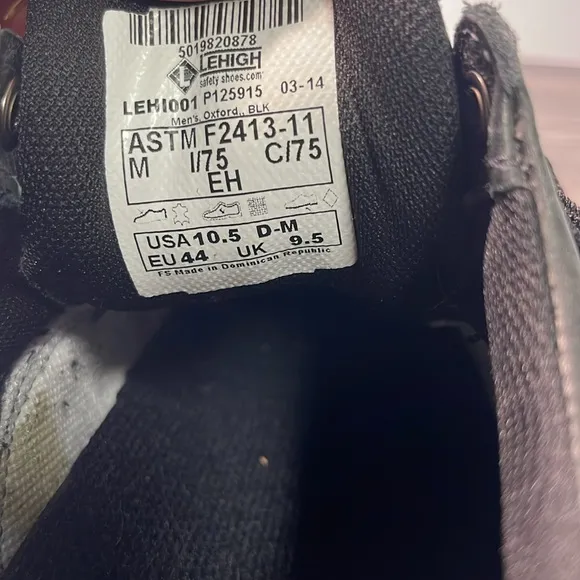 5019820878
LEHIGH
safety shoes.com
LEHI001 P125915 03-14
Men's, Oxford,, BLK
ASTM F2413-11
M I/75 C/75
EH
USA 10.5 D-M
EU 44 UK 9.5
FS Made in Dominican Republic.